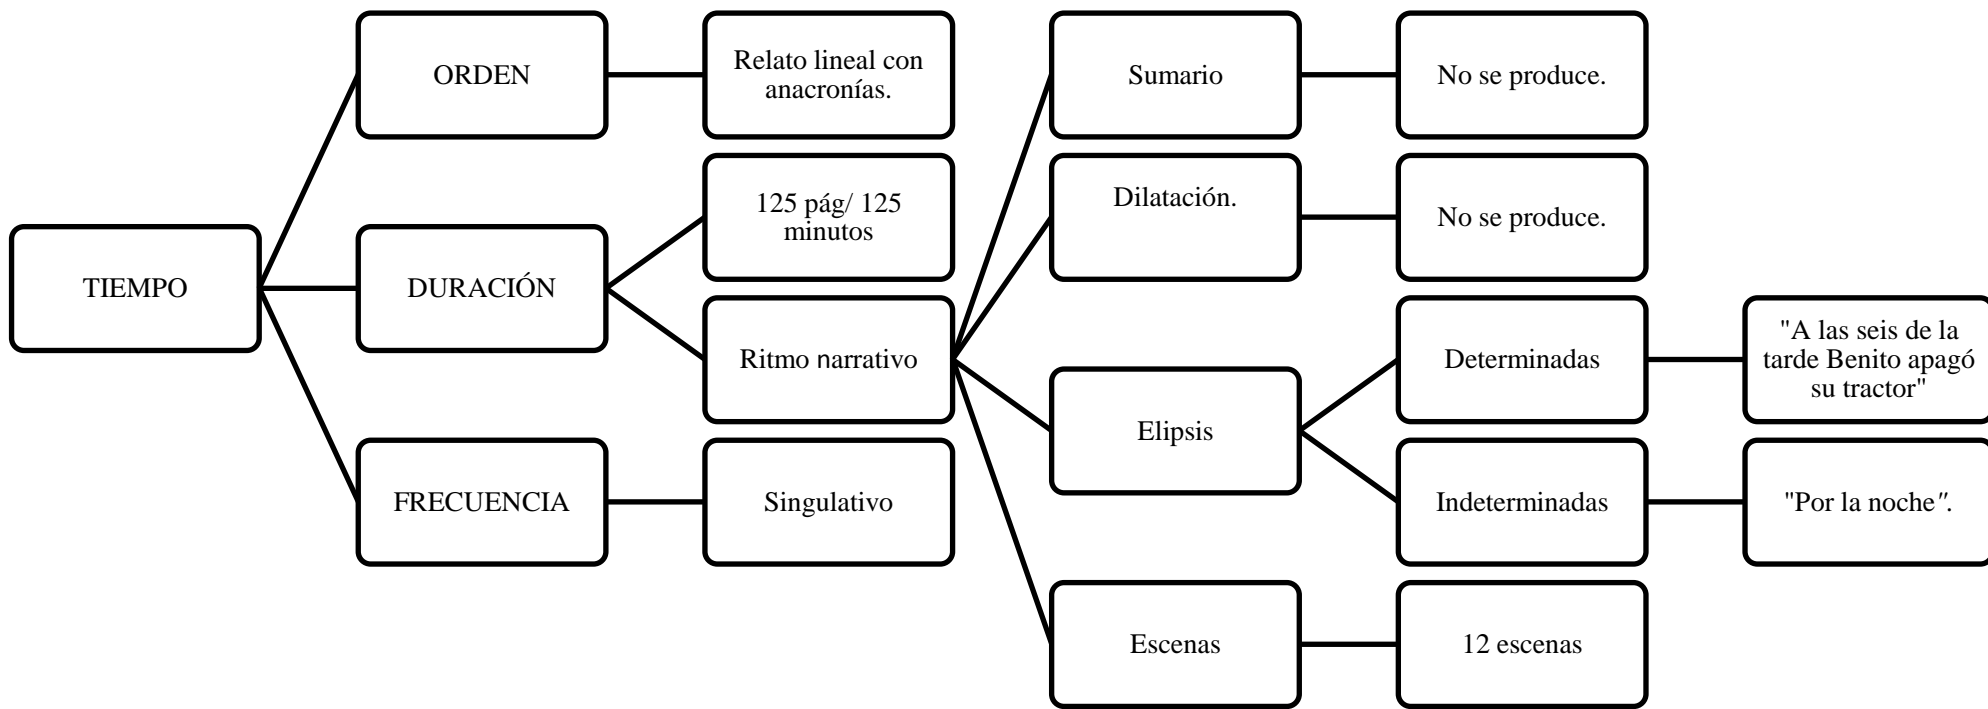 TIEMPO
ORDEN
Relato lineal con
anacronías.
DURACIÓN
125 pág/ 125
minutos
Ritmo narrativo
Sumario
No se produce.
Dilatación.
No se produce.
Elipsis
Determinadas
"A las seis de la
tarde Benito apagó
su tractor"
Indeterminadas
"Por la noche".
Escenas
12 escenas
FRECUENCIA
Singulativo